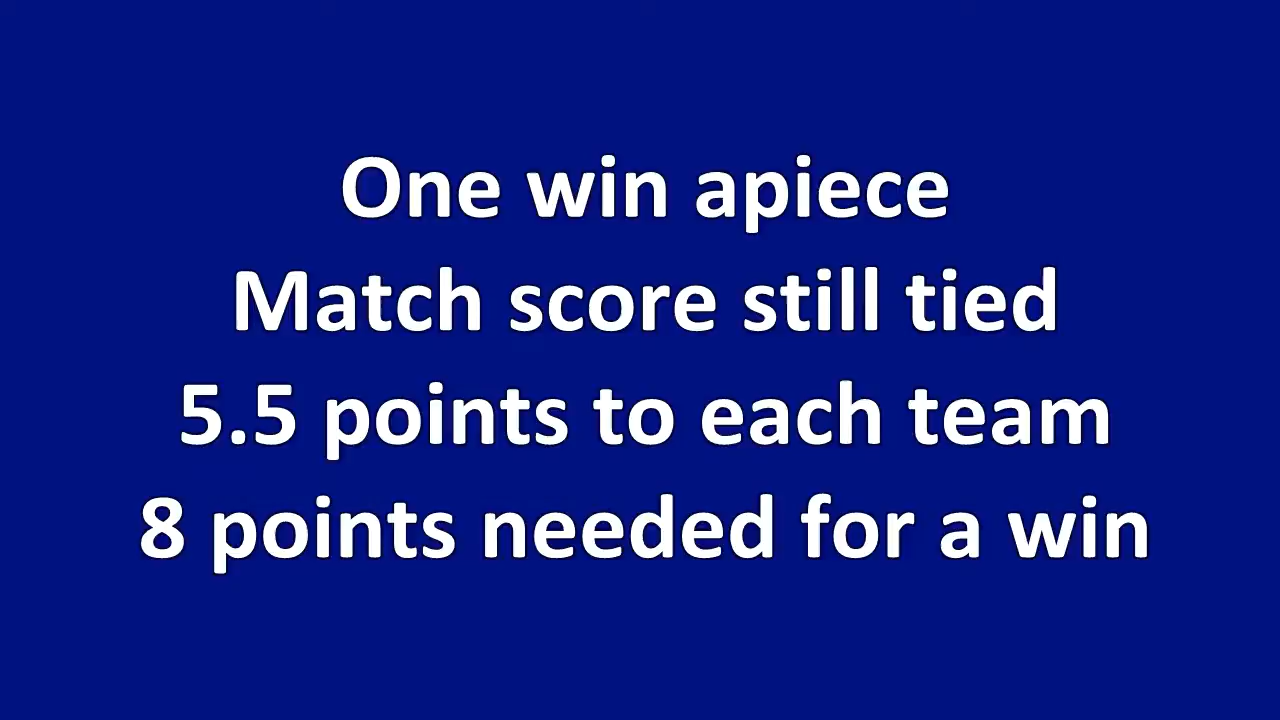 One win apiece
Match score still tied
5.5 points to each team
8 points needed for a win